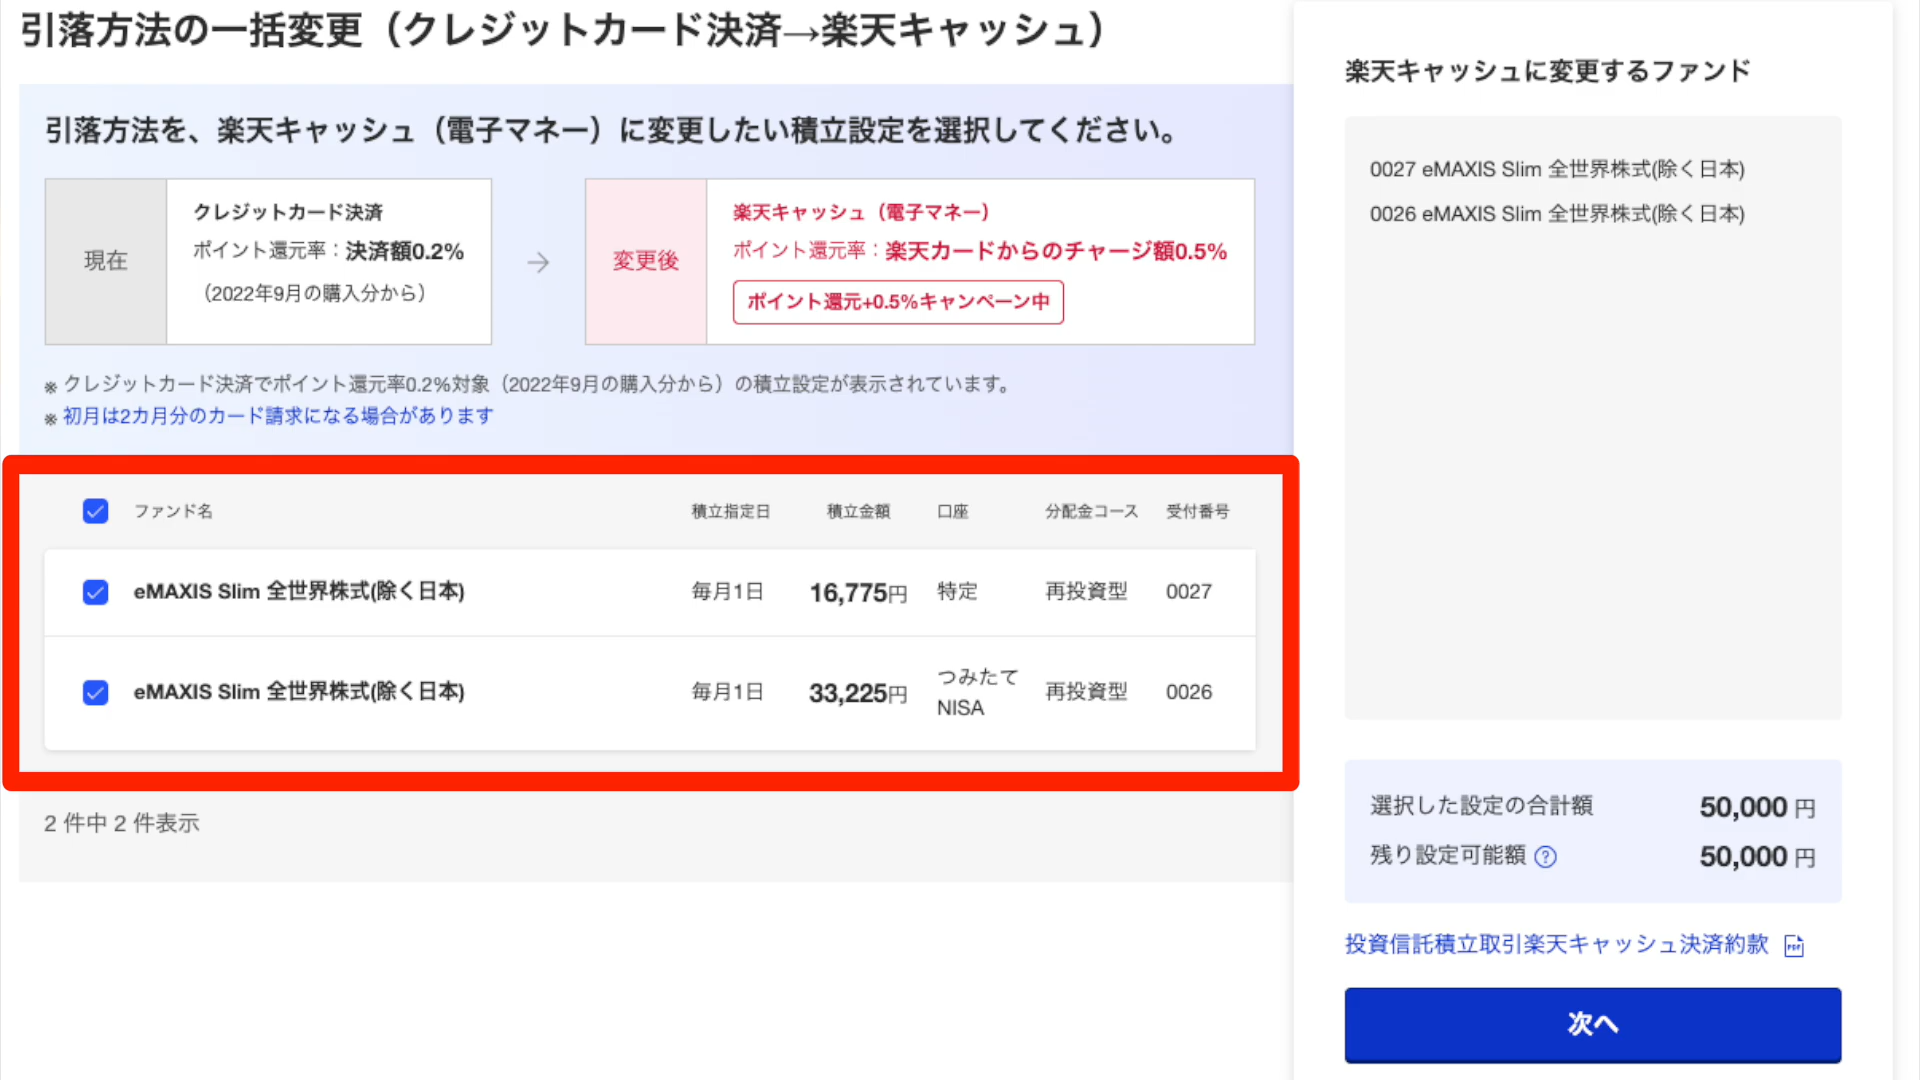 引落方法の一括変更（クレジットカード決済→楽天キャッシュ）
引落方法を、楽天キャッシュ（電子マネー）に変更したい積立設定を選択してください。
現在
クレジットカード決済
ポイント還元率：決済額0.2%
（2022年9月の購入分から）
→
変更後
楽天キャッシュ（電子マネー）
ポイント還元率：楽天カードからのチャージ額0.5%
ポイント還元+0.5%キャンペーン中
※ クレジットカード決済でポイント還元率0.2%対象（2022年9月の購入分から）の積立設定が表示されています。
※ 初月は2カ月分のカード請求になる場合があります
ファンド名 積立指定日 積立金額 口座 分配金コース 受付番号
eMAXIS Slim 全世界株式(除く日本) 毎月1日 16,775円 特定 再投資型 0027
eMAXIS Slim 全世界株式(除く日本) 毎月1日 33,225円 つみたて
NISA 再投資型 0026
2 件中 2 件表示
楽天キャッシュに変更するファンド
0027 eMAXIS Slim 全世界株式(除く日本)
0026 eMAXIS Slim 全世界株式(除く日本)
選択した設定の合計額 50,000 円
残り設定可能額 ? 50,000 円
投資信託積立取引楽天キャッシュ決済約款 PDF
次へ